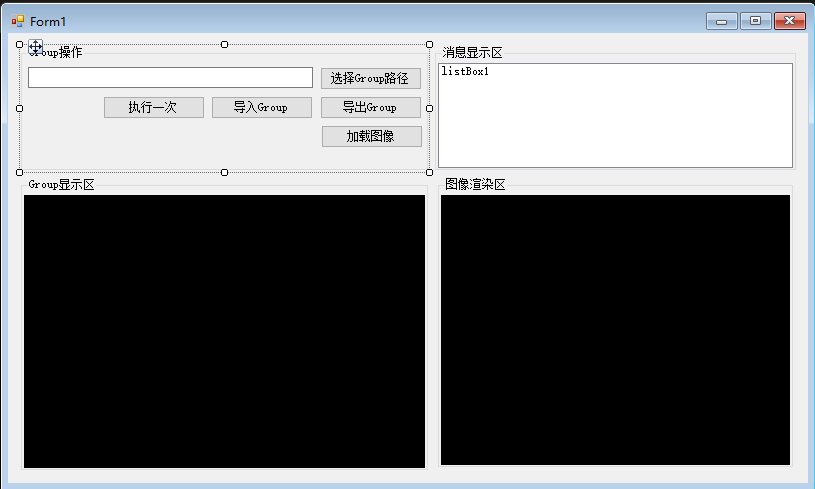 Form1
Group操作
选择Group路径
执行一次
导入Group
导出Group
加载图像
消息显示区
listBox1
Group显示区
图像渲染区